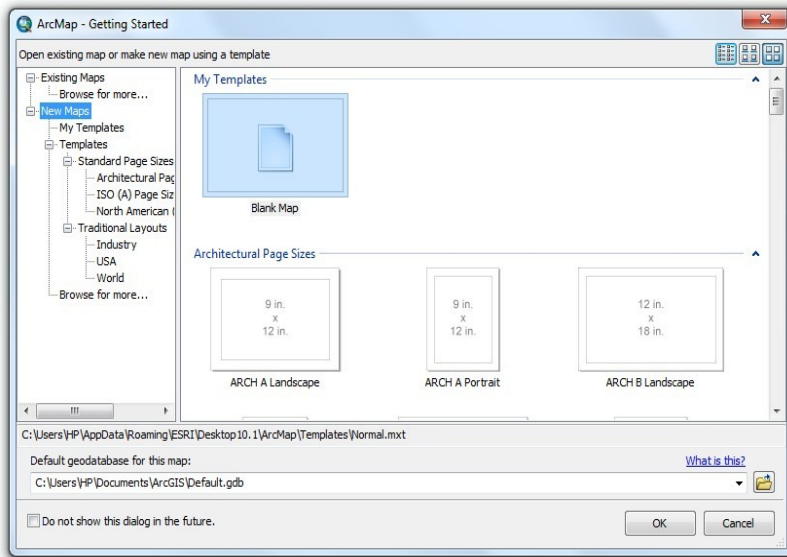 ArcMap - Getting Started
Open existing map or make new map using a template
Existing Maps
Browse for more...
New Maps
My Templates
Templates
Standard Page Sizes
Architectural Pag
ISO (A) Page Siz
North American (
Traditional Layouts
Industry
USA
World
Browse for more...
My Templates
Blank Map
Architectural Page Sizes
9 in.
x
12 in.
ARCH A Landscape
9 in.
x
12 in.
ARCH A Portrait
12 in.
x
18 in.
ARCH B Landscape
C:\Users\HP\AppData\Roaming\ESRI\Desktop10.1\ArcMap\Templates\Normal.mxt
Default geodatabase for this map:
What is this?
C:\Users\HP\Documents\ArcGIS\Default.gdb
Do not show this dialog in the future.
OK
Cancel